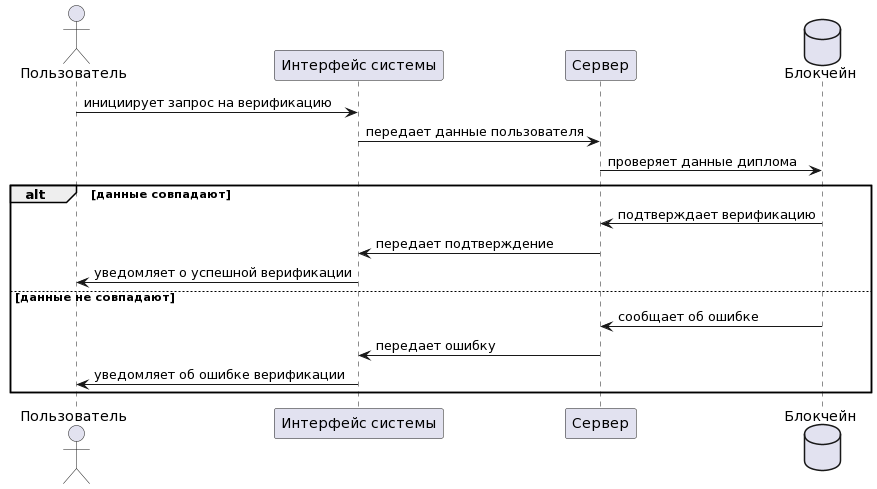 Пользователь
Интерфейс системы
Сервер
Блокчейн
инициирует запрос на верификацию
передает данные пользователя
проверяет данные диплома
alt [данные совпадают]
подтверждает верификацию
передает подтверждение
уведомляет о успешной верификации
[данные не совпадают]
сообщает об ошибке
передает ошибку
уведомляет об ошибке верификации
Пользователь
Интерфейс системы
Сервер
Блокчейн